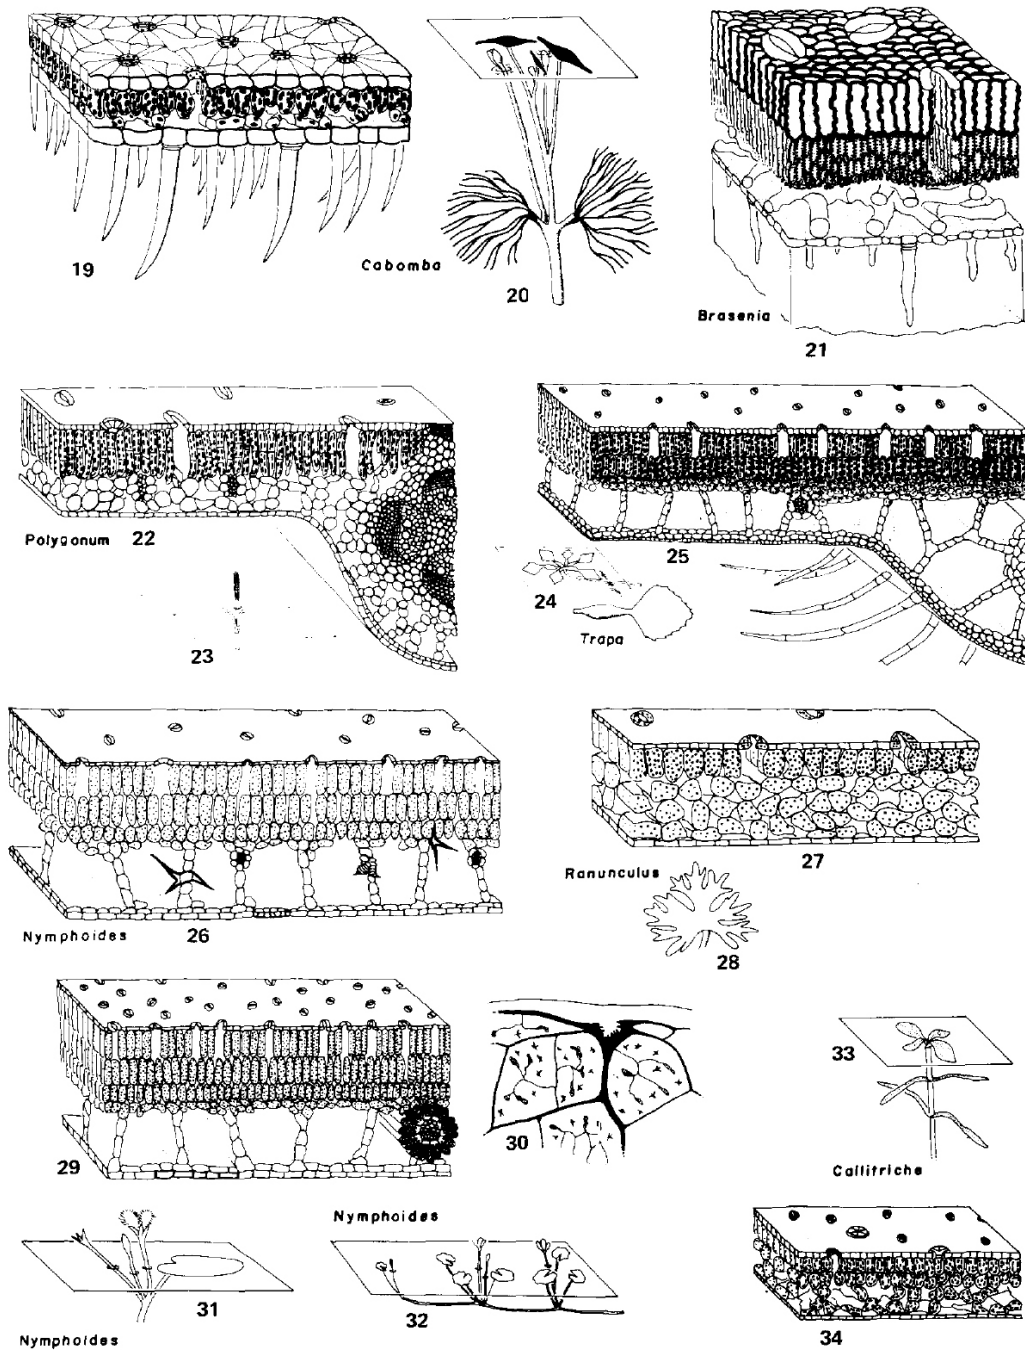 19
Cabomba
20
Brasenia
21
Polygonum 22
23
24
Trapa
25
Nymphoides 26
27
Ranunculus
28
29
30
33
Callitriche
Nymphoides
31
32
Nymphoides
34